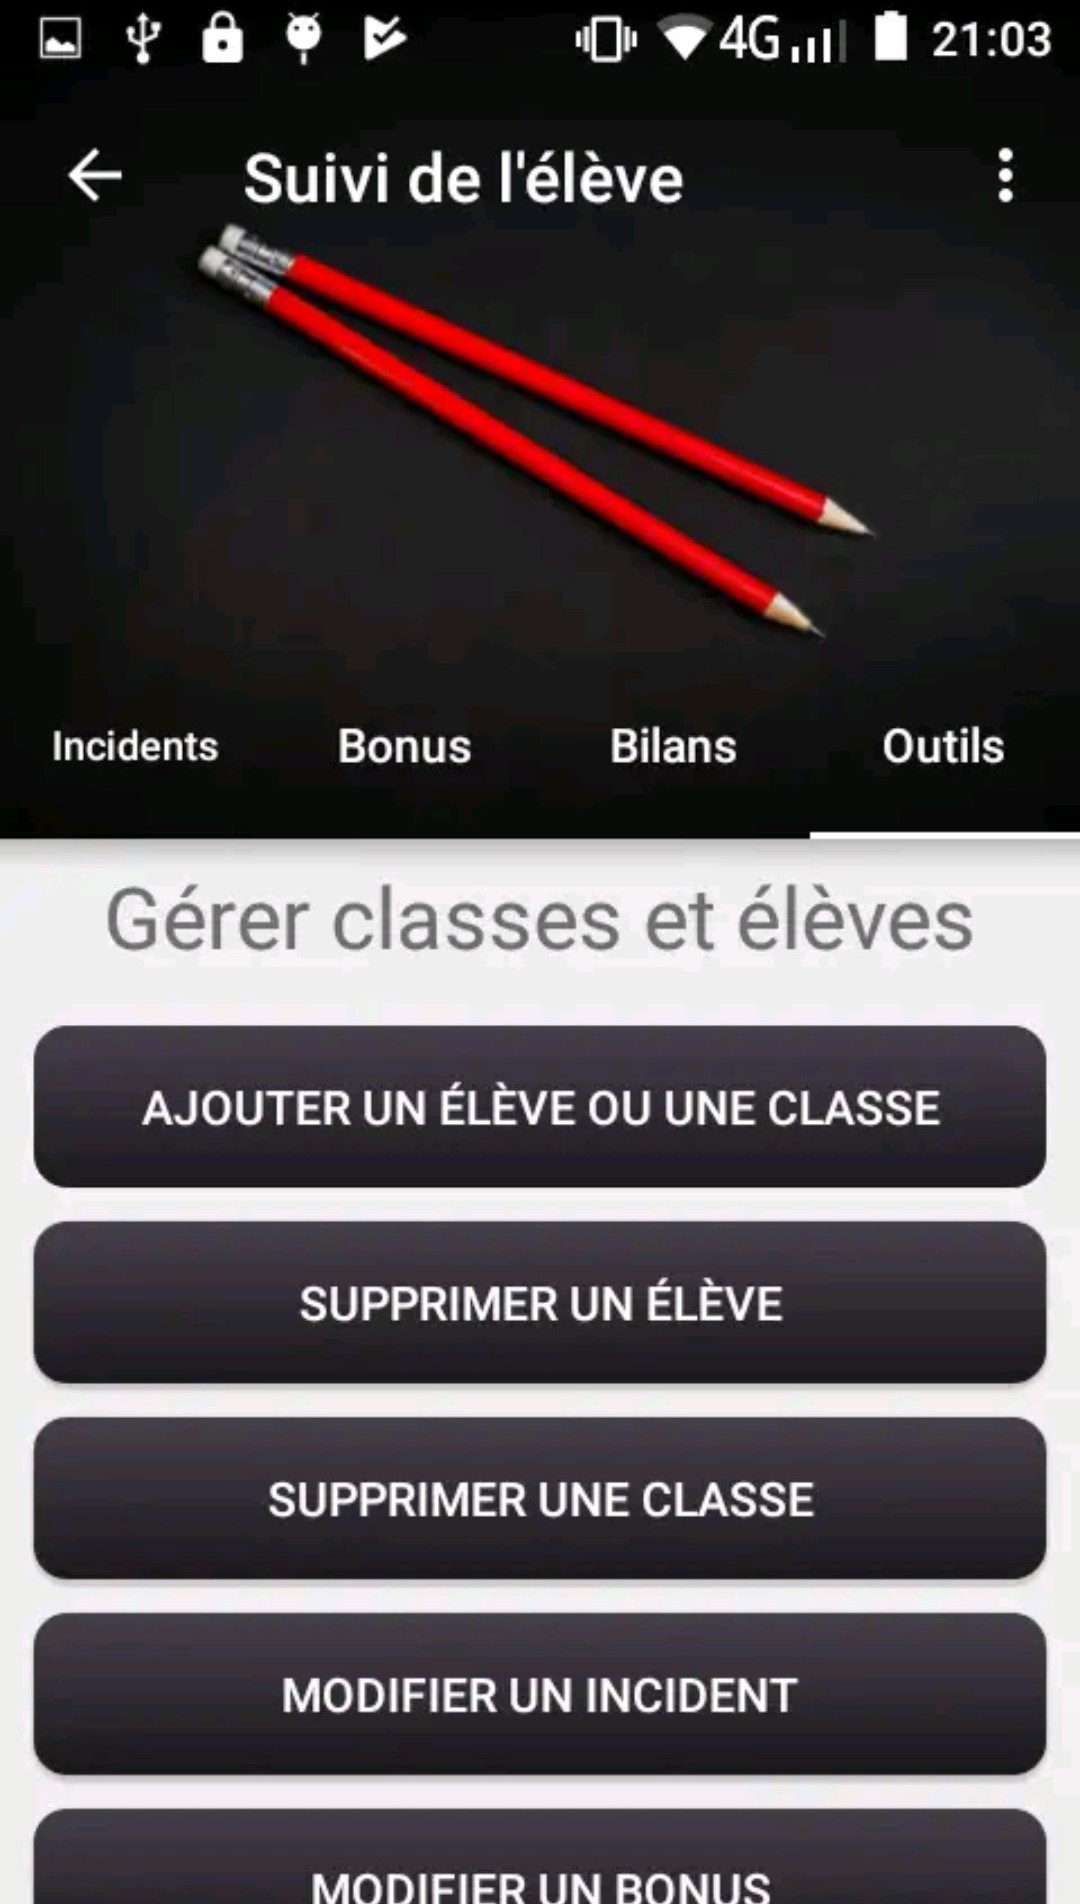 4G 21:03
Suivi de l'élève
Incidents Bonus Bilans Outils
Gérer classes et élèves
AJOUTER UN ÉLÈVE OU UNE CLASSE
SUPPRIMER UN ÉLÈVE
SUPPRIMER UNE CLASSE
MODIFIER UN INCIDENT
MODIFIER UN BONUS